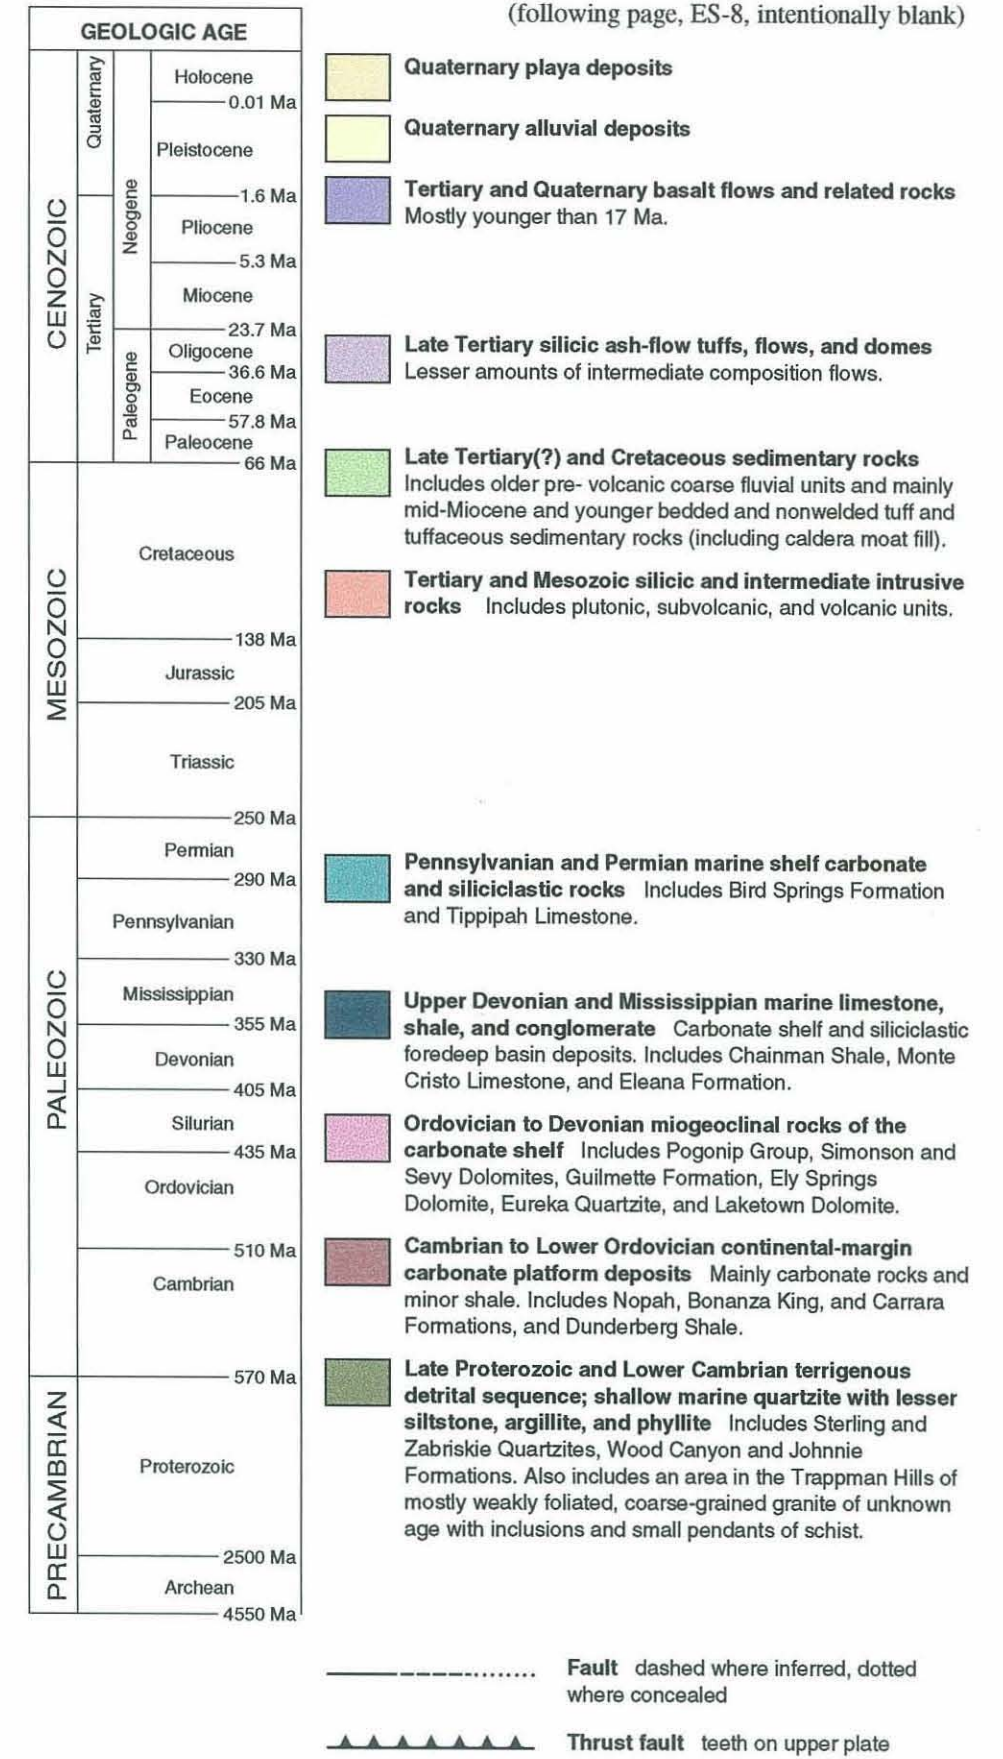 (following page, ES-8, intentionally blank)
GEOLOGIC AGE
CENOZOIC
Quaternary
Tertiary
Neogene
Paleogene
Holocene
0.01 Ma
Pleistocene
1.6 Ma
Pliocene
5.3 Ma
Miocene
23.7 Ma
Oligocene
36.6 Ma
Eocene
57.8 Ma
Paleocene
66 Ma
MESOZOIC
Cretaceous
138 Ma
Jurassic
205 Ma
Triassic
250 Ma
PALEOZOIC
Permian
290 Ma
Pennsylvanian
330 Ma
Mississippian
355 Ma
Devonian
405 Ma
Silurian
435 Ma
Ordovician
510 Ma
Cambrian
570 Ma
PRECAMBRIAN
Proterozoic
2500 Ma
Archean
4550 Ma
Quaternary playa deposits
Quaternary alluvial deposits
Tertiary and Quaternary basalt flows and related rocks
Mostly younger than 17 Ma.
Late Tertiary silicic ash-flow tuffs, flows, and domes
Lesser amounts of intermediate composition flows.
Late Tertiary(?) and Cretaceous sedimentary rocks
Includes older pre- volcanic coarse fluvial units and mainly
mid-Miocene and younger bedded and nonwelded tuff and
tuffaceous sedimentary rocks (including caldera moat fill).
Tertiary and Mesozoic silicic and intermediate intrusive
rocks Includes plutonic, subvolcanic, and volcanic units.
Pennsylvanian and Permian marine shelf carbonate
and siliciclastic rocks Includes Bird Springs Formation
and Tippipah Limestone.
Upper Devonian and Mississippian marine limestone,
shale, and conglomerate Carbonate shelf and siliciclastic
foredeep basin deposits. Includes Chainman Shale, Monte
Cristo Limestone, and Eleana Formation.
Ordovician to Devonian miogeoclinal rocks of the
carbonate shelf Includes Pogonip Group, Simonson and
Sevy Dolomites, Guilmette Formation, Ely Springs
Dolomite, Eureka Quartzite, and Laketown Dolomite.
Cambrian to Lower Ordovician continental-margin
carbonate platform deposits Mainly carbonate rocks and
minor shale. Includes Nopah, Bonanza King, and Carrara
Formations, and Dunderberg Shale.
Late Proterozoic and Lower Cambrian terrigenous
detrital sequence; shallow marine quartzite with lesser
siltstone, argillite, and phyllite Includes Sterling and
Zabriskie Quartzites, Wood Canyon and Johnnie
Formations. Also includes an area in the Trappman Hills of
mostly weakly foliated, coarse-grained granite of unknown
age with inclusions and small pendants of schist.
Fault dashed where inferred, dotted
where concealed
Thrust fault teeth on upper plate